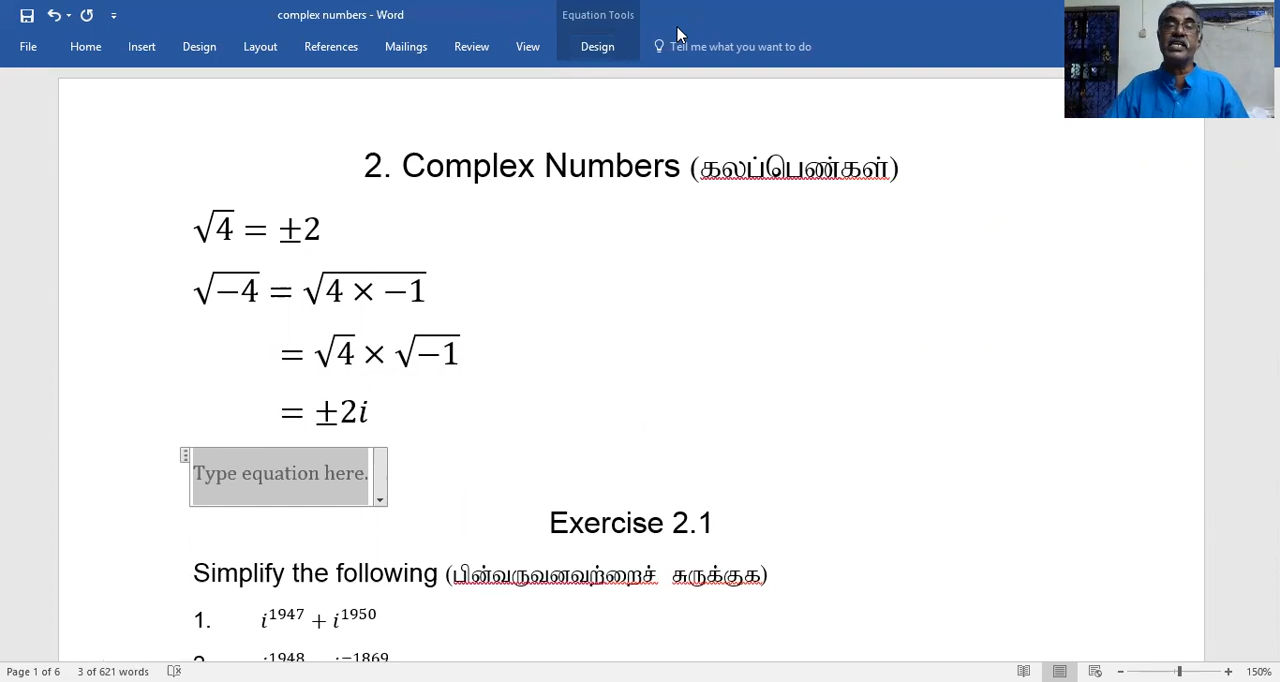 complex numbers - Word
Equation Tools
File Home Insert Design Layout References Mailings Review View Design Tell me what you want to do
2. Complex Numbers (கலப்பெண்கள்)
√4 = ±2
√−4 = √4 × −1
= √4 × √−1
= ±2i
Type equation here.
Exercise 2.1
Simplify the following (பின்வருவனவற்றைச் சுருக்குக)
1. i¹⁹⁴⁷ + i¹⁹⁵⁰
Page 1 of 6 3 of 621 words 150%